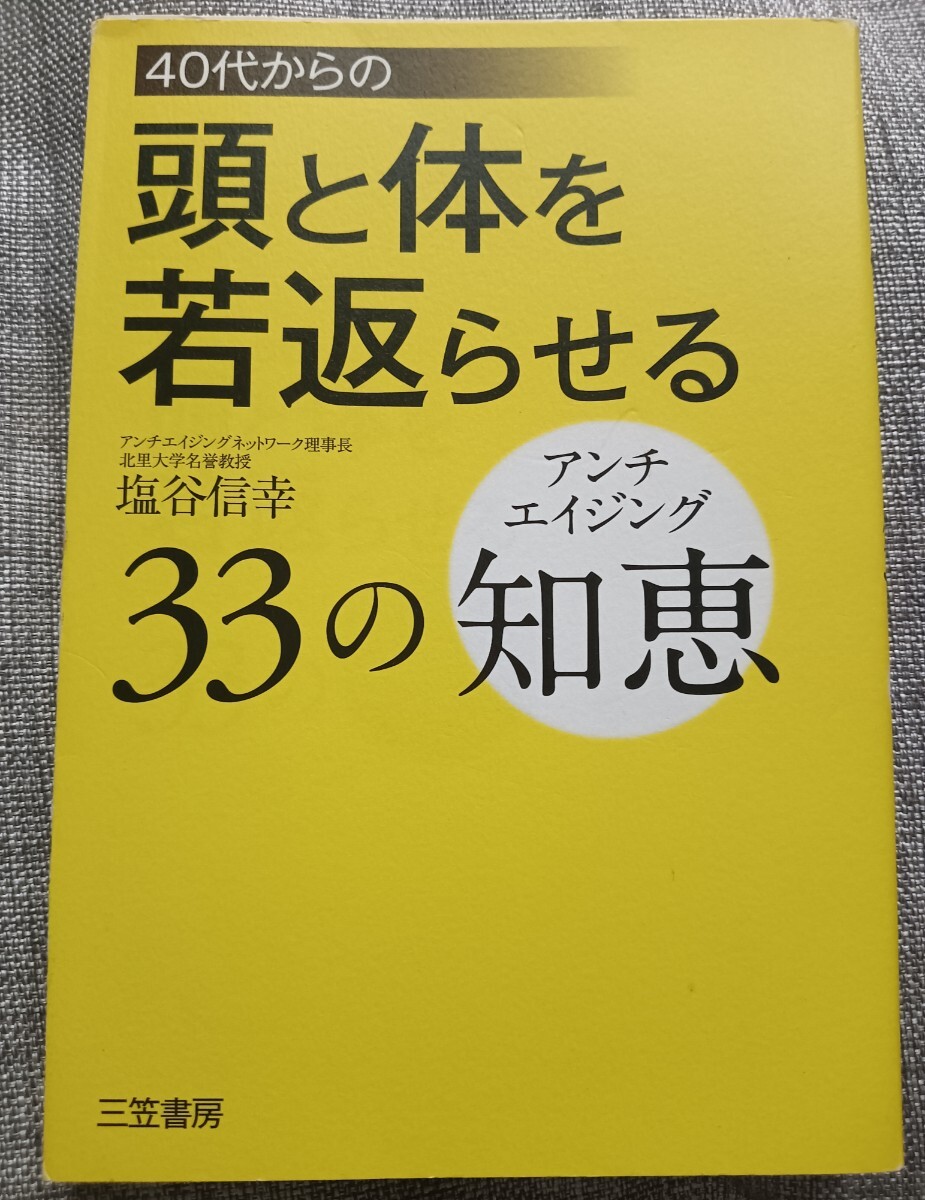 40代からの
頭と体を
若返らせる
アンチエイジングネットワーク理事長
北里大学名誉教授
塩谷信幸
アンチ
エイジング
33の知恵
三笠書房